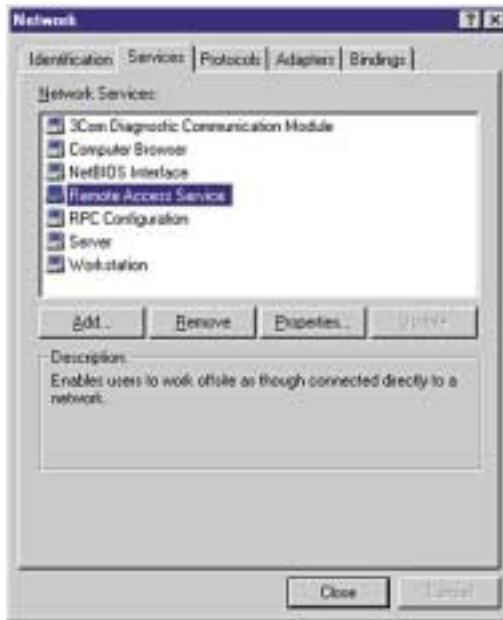 Network
Identification Services Protocols Adapters Bindings
Network Services:
3Com Diagnostic Communication Module
Computer Browser
NetBIOS Interface
Remote Access Service
RPC Configuration
Server
Workstation
Add... Remove Properties... Update
Description:
Enables users to work offsite as though connected directly to a
network.
Close Cancel